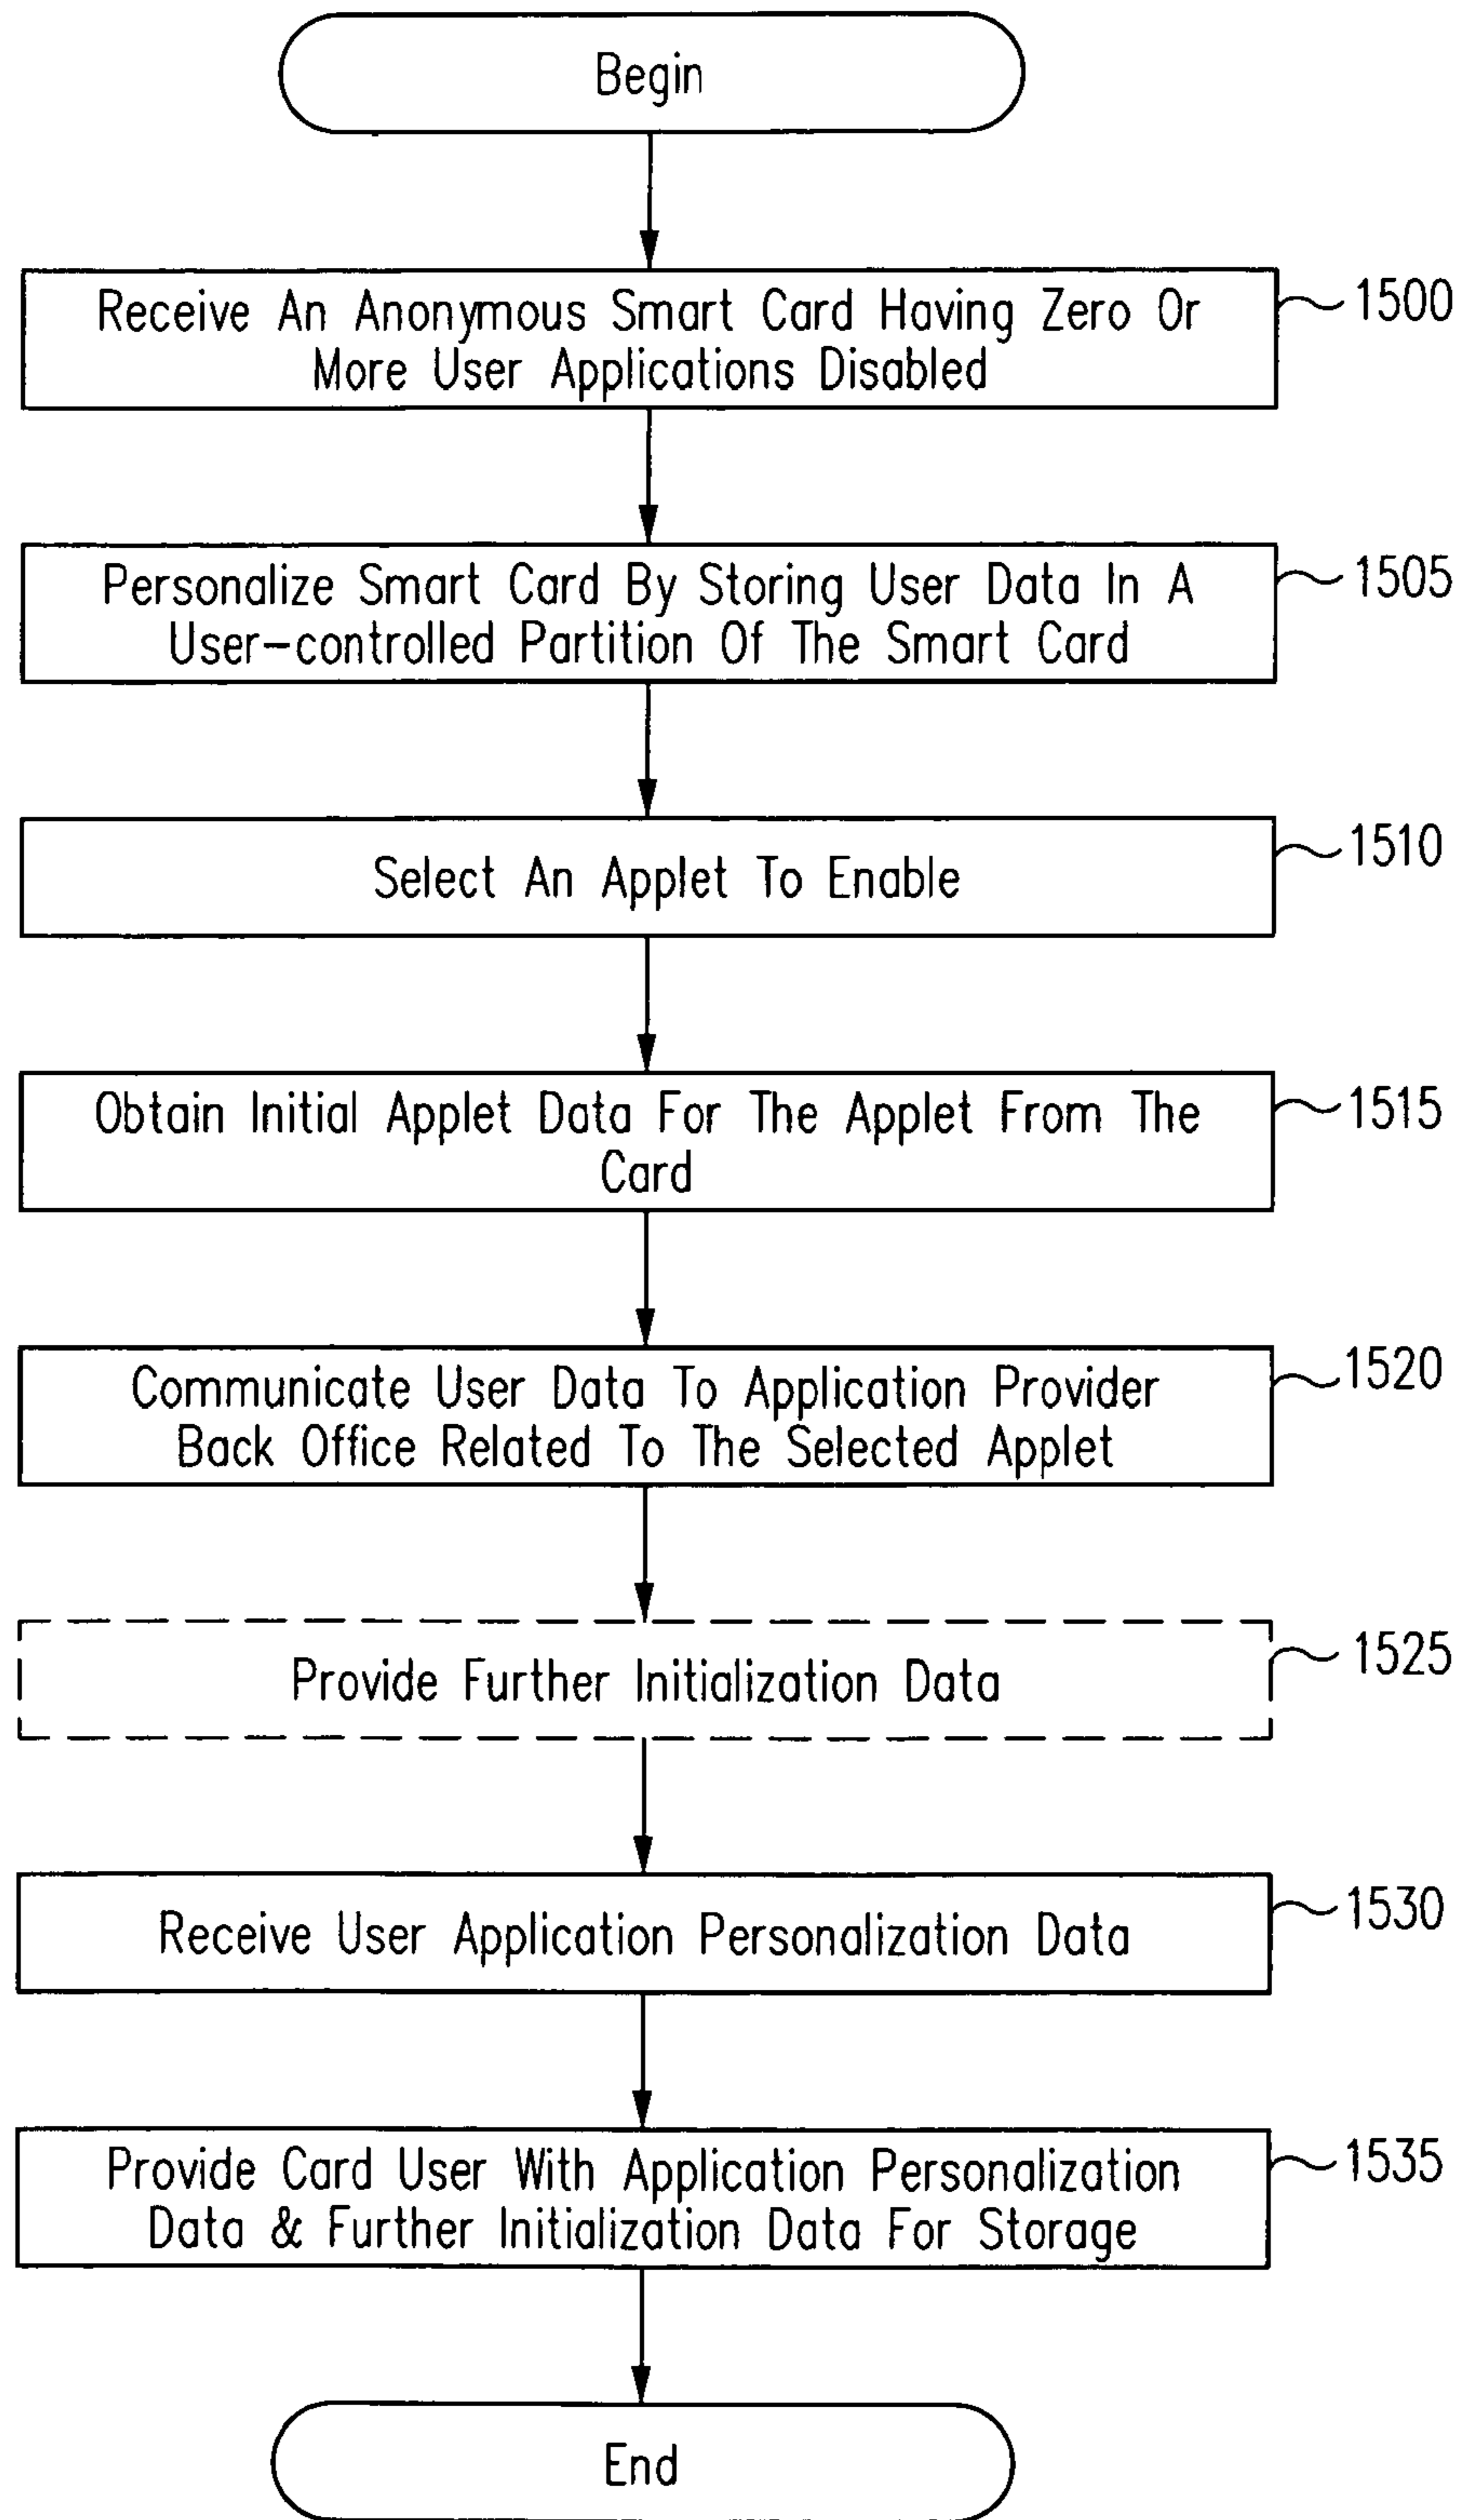 Begin
Receive An Anonymous Smart Card Having Zero Or
More User Applications Disabled
1500
Personalize Smart Card By Storing User Data In A
User-controlled Partition Of The Smart Card
1505
Select An Applet To Enable
1510
Obtain Initial Applet Data For The Applet From The
Card
1515
Communicate User Data To Application Provider
Back Office Related To The Selected Applet
1520
Provide Further Initialization Data
1525
Receive User Application Personalization Data
1530
Provide Card User With Application Personalization
Data & Further Initialization Data For Storage
1535
End